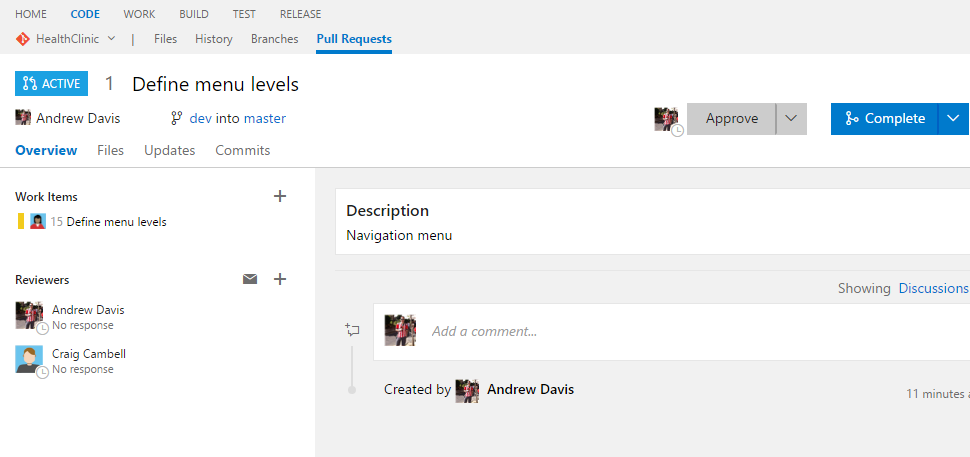 HOME CODE WORK BUILD TEST RELEASE
HealthClinic | Files History Branches Pull Requests
ACTIVE 1 Define menu levels
Andrew Davis dev into master Approve Complete
Overview Files Updates Commits
Work Items
15 Define menu levels
Reviewers
Andrew Davis
No response
Craig Cambell
No response
Description
Navigation menu
Showing Discussions
Add a comment...
Created by Andrew Davis
11 minutes a